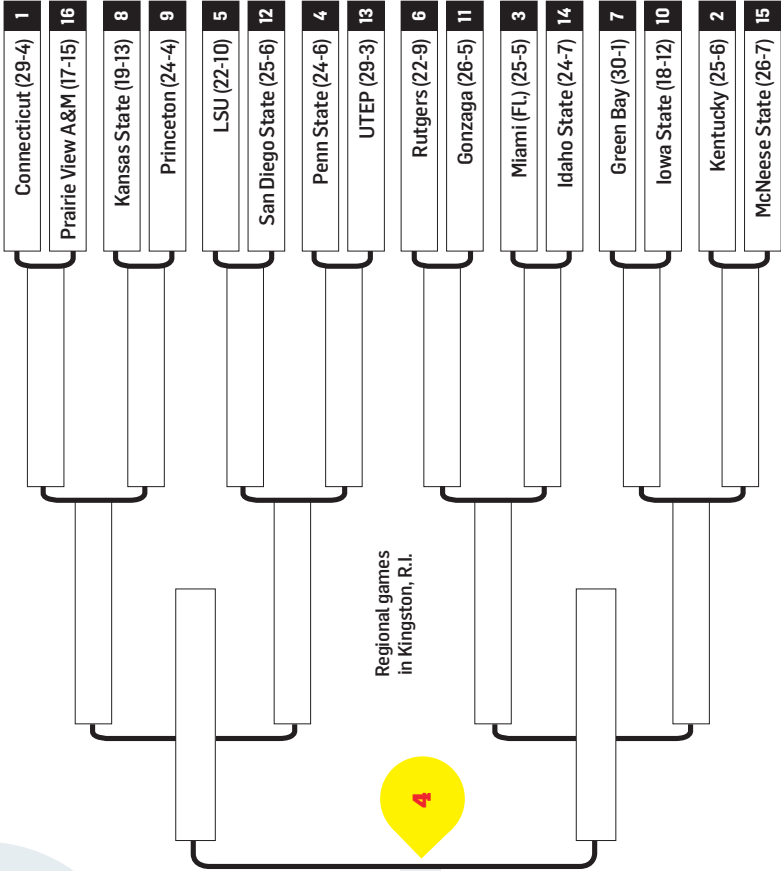 1 Connecticut (29-4)
16 Prairie View A&M (17-15)
8 Kansas State (19-13)
9 Princeton (24-4)
5 LSU (22-10)
12 San Diego State (25-6)
4 Penn State (24-6)
13 UTEP (29-3)
6 Rutgers (22-9)
11 Gonzaga (26-5)
3 Miami (Fl.) (25-5)
14 Idaho State (24-7)
7 Green Bay (30-1)
10 Iowa State (18-12)
2 Kentucky (25-6)
15 McNeese State (26-7)
Regional games
in Kingston, R.I.
4